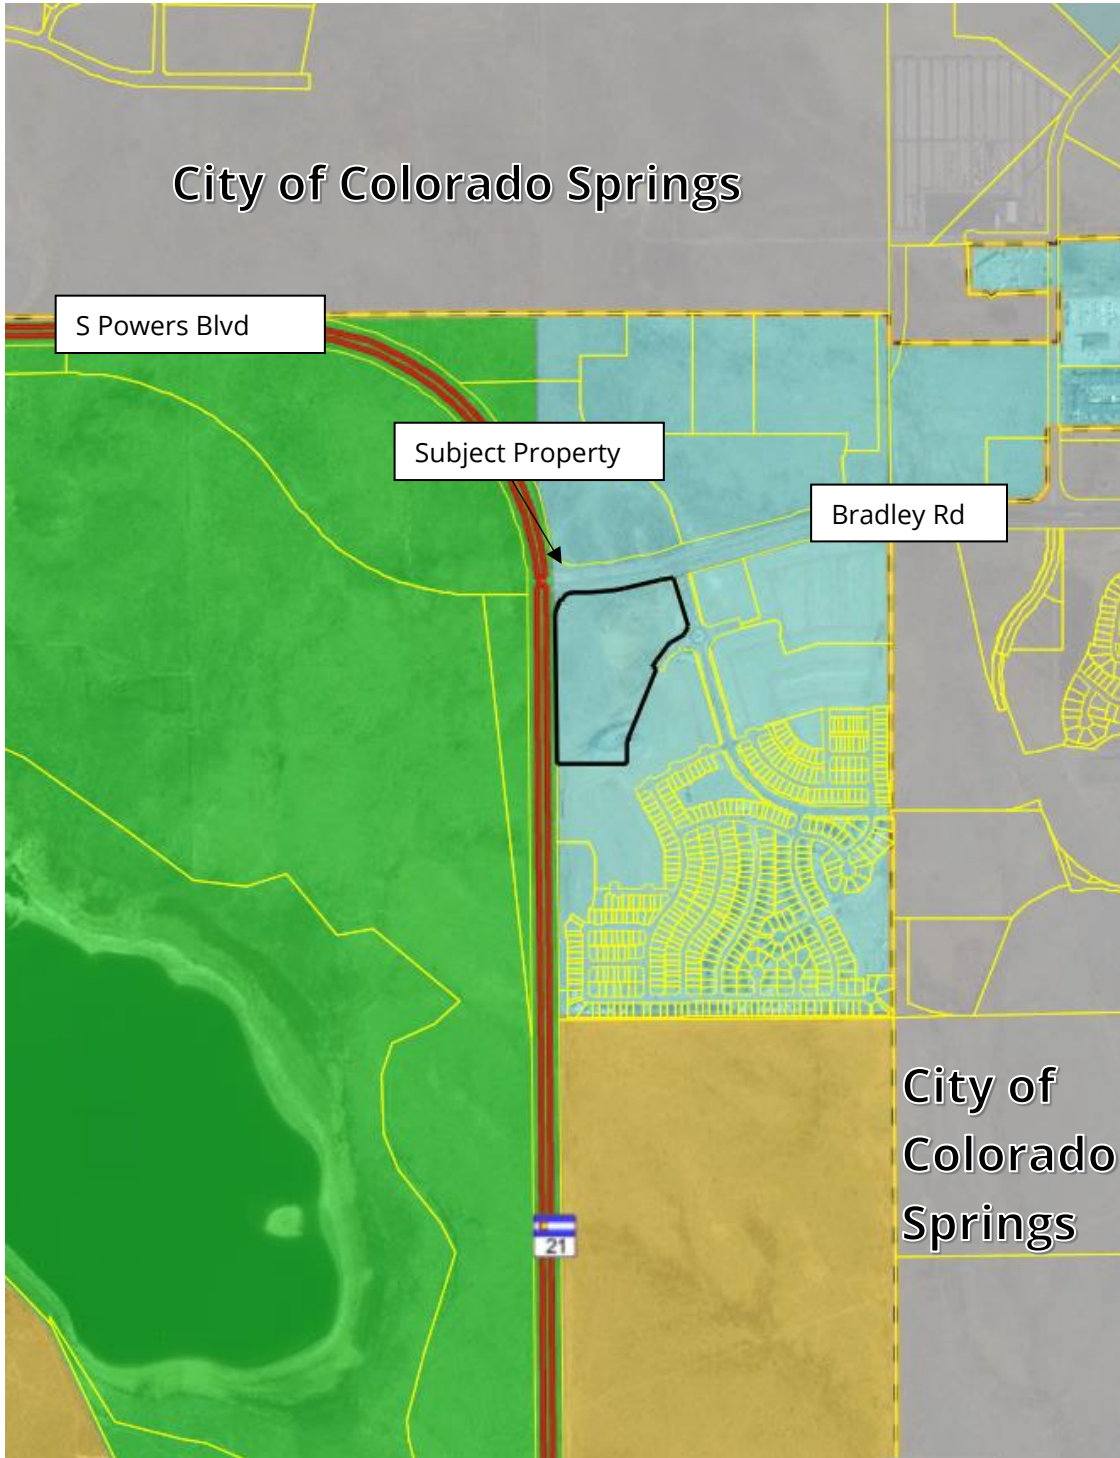 City of Colorado Springs
S Powers Blvd
Subject Property
Bradley Rd
City of
Colorado
Springs
21